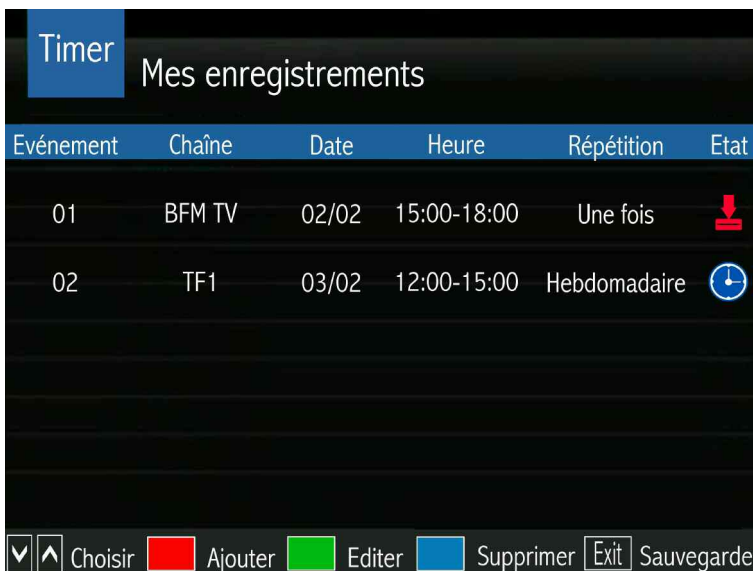 Timer
Mes enregistrements
Evénement Chaîne Date Heure Répétition Etat
01 BFM TV 02/02 15:00-18:00 Une fois
02 TF1 03/02 12:00-15:00 Hebdomadaire
Choisir Ajouter Editer Supprimer Exit Sauvegarde